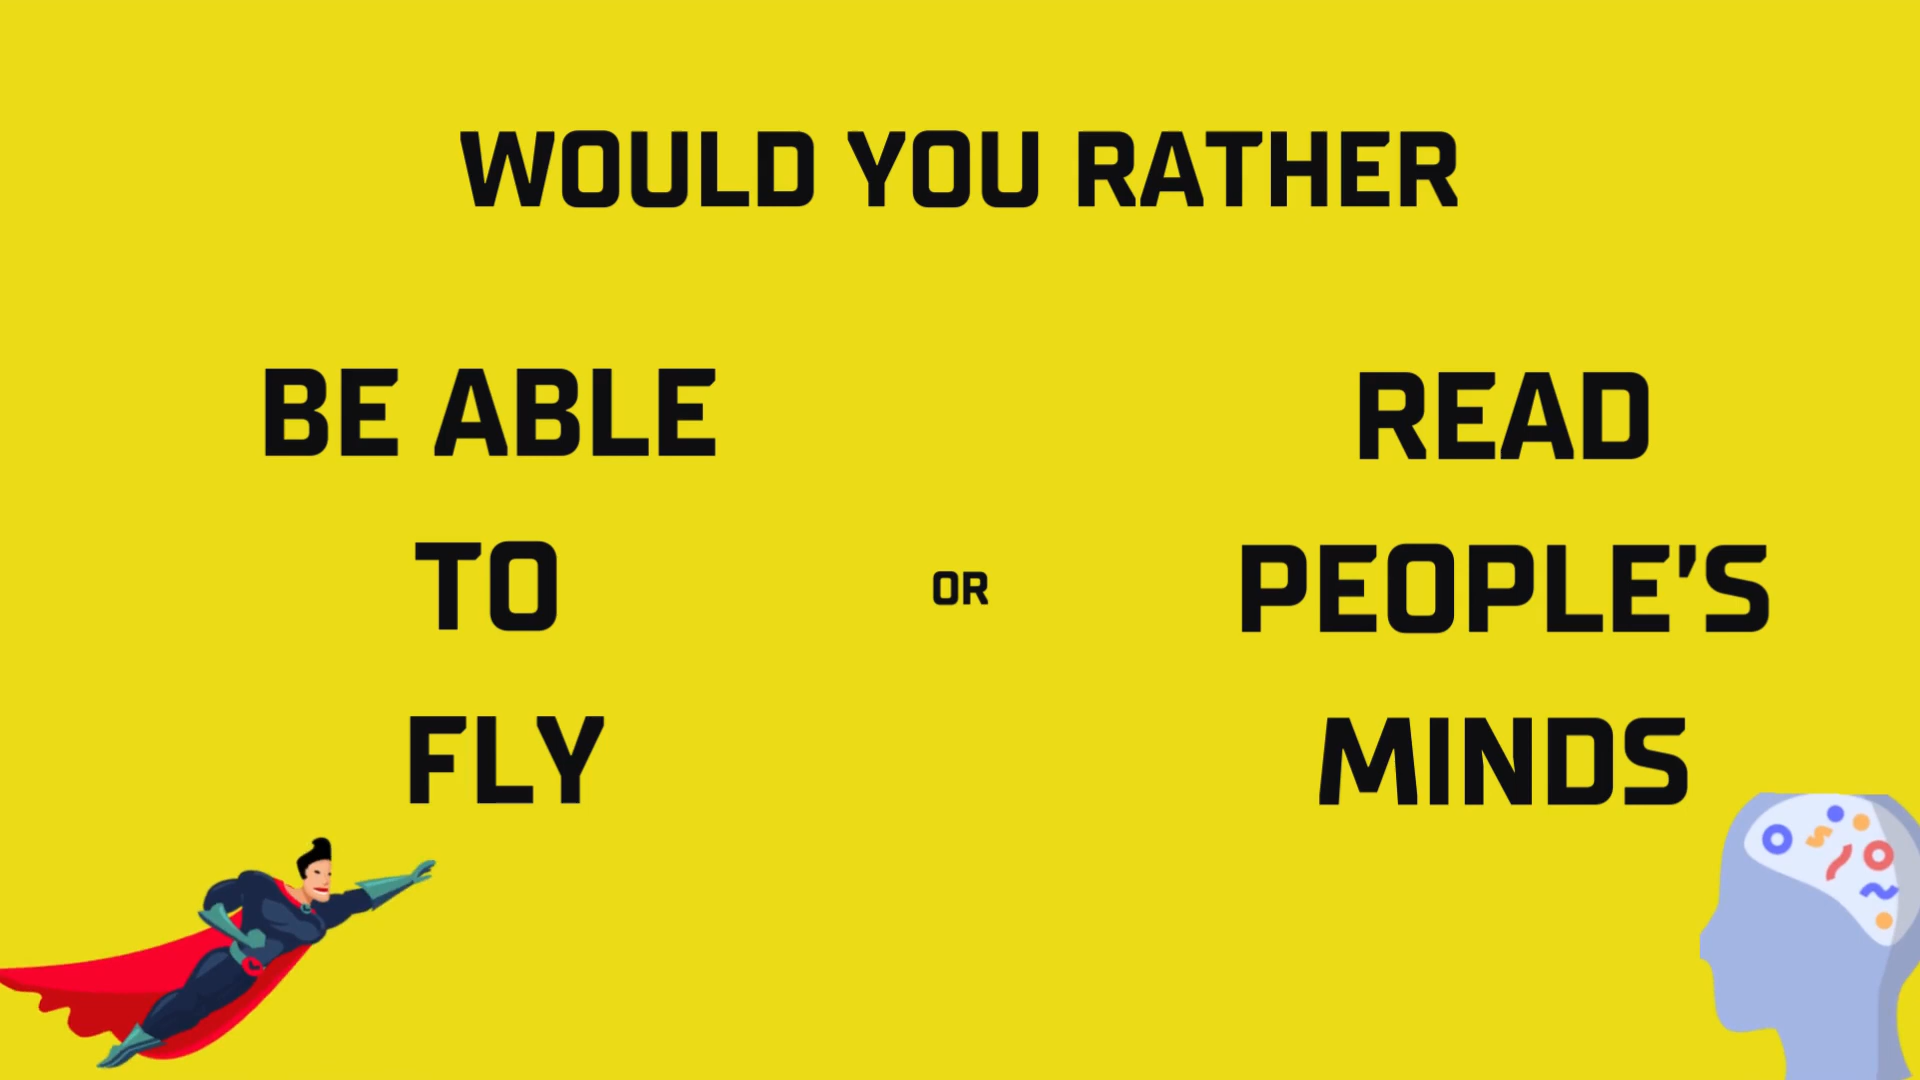 WOULD YOU RATHER
BE ABLE
TO
FLY
OR
READ
PEOPLE'S
MINDS